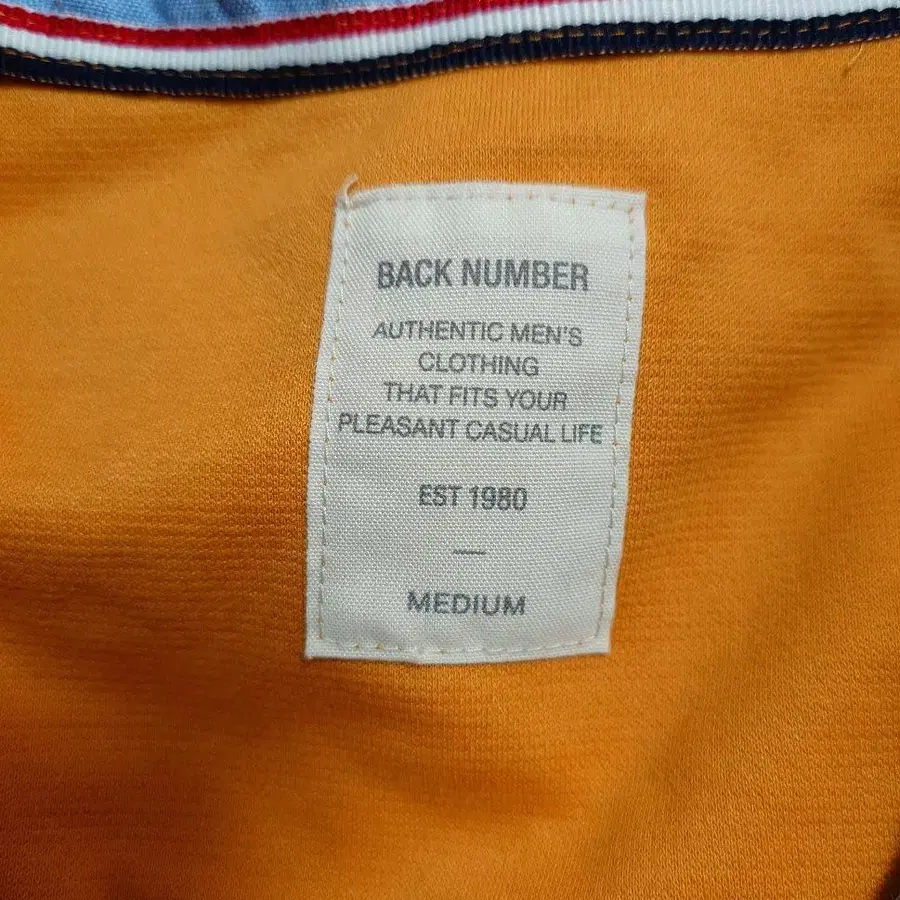 BACK NUMBER
AUTHENTIC MEN'S
CLOTHING
THAT FITS YOUR
PLEASANT CASUAL LIFE
EST 1980
—
MEDIUM